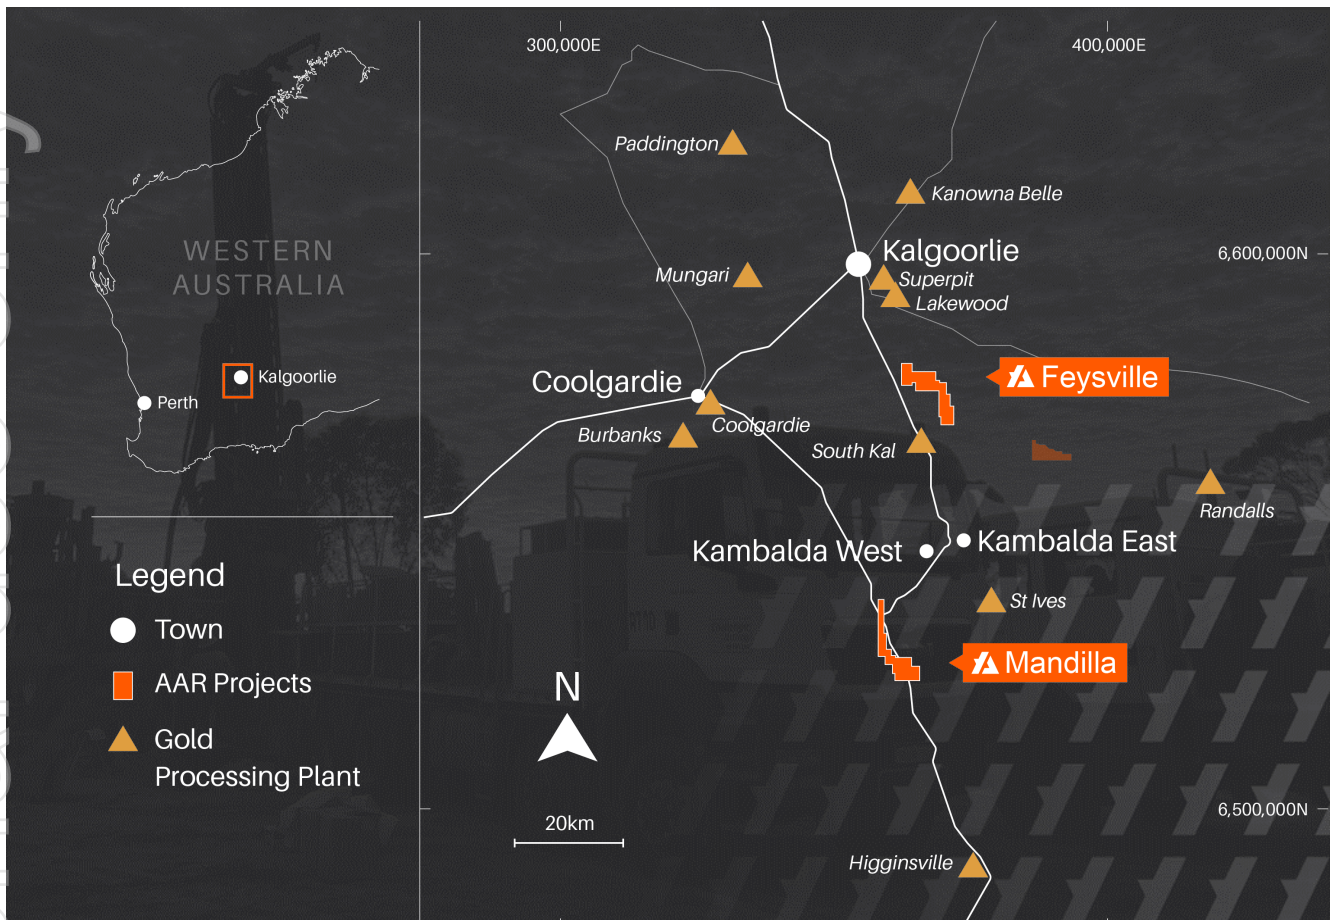 300,000E
400,000E
Paddington
Kanowna Belle
WESTERN
AUSTRALIA
Kalgoorlie
6,600,000N
Mungari
Superpit
Lakewood
Kalgoorlie
Perth
Coolgardie
Feysville
Coolgardie
Burbanks
South Kal
Randalls
Kambalda West
Kambalda East
Legend
St Ives
Town
Mandilla
AAR Projects
N
Gold
Processing Plant
20km
6,500,000N
Higginsville